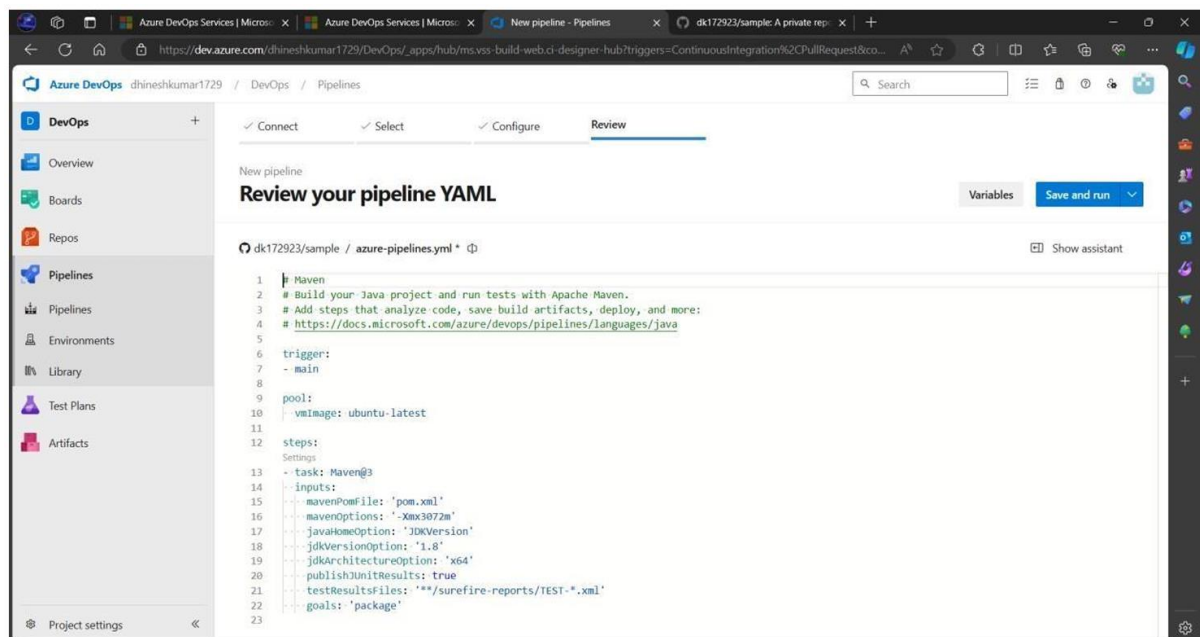 Azure DevOps Services | Microso
Azure DevOps Services | Microso
New pipeline - Pipelines
dk172923/sample: A private repo
https://dev.azure.com/dhineshkumar1729/DevOps/_apps/hub/ms.vss-build-web.ci-designer-hub?triggers=ContinuousIntegration%2CPullRequest&co...
Azure DevOps dhineshkumar1729 / DevOps / Pipelines
Search
D DevOps
Overview
Boards
Repos
Pipelines
Pipelines
Environments
Library
Test Plans
Artifacts
Project settings
Connect
Select
Configure
Review
New pipeline
Review your pipeline YAML
Variables
Save and run
dk172923/sample / azure-pipelines.yml *
Show assistant
1 # Maven
2 # Build your Java project and run tests with Apache Maven.
3 # Add steps that analyze code, save build artifacts, deploy, and more:
4 # https://docs.microsoft.com/azure/devops/pipelines/languages/java
5
6 trigger:
7 - main
8
9 pool:
10 vmImage: ubuntu-latest
11
12 steps:
Settings
13 - task: Maven@3
14 inputs:
15 mavenPomFile: 'pom.xml'
16 mavenOptions: '-Xmx3072m'
17 javaHomeOption: 'JDKVersion'
18 jdkVersionOption: '1.8'
19 jdkArchitectureOption: 'x64'
20 publishJUnitResults: true
21 testResultsFiles: '**/surefire-reports/TEST-*.xml'
22 goals: 'package'
23